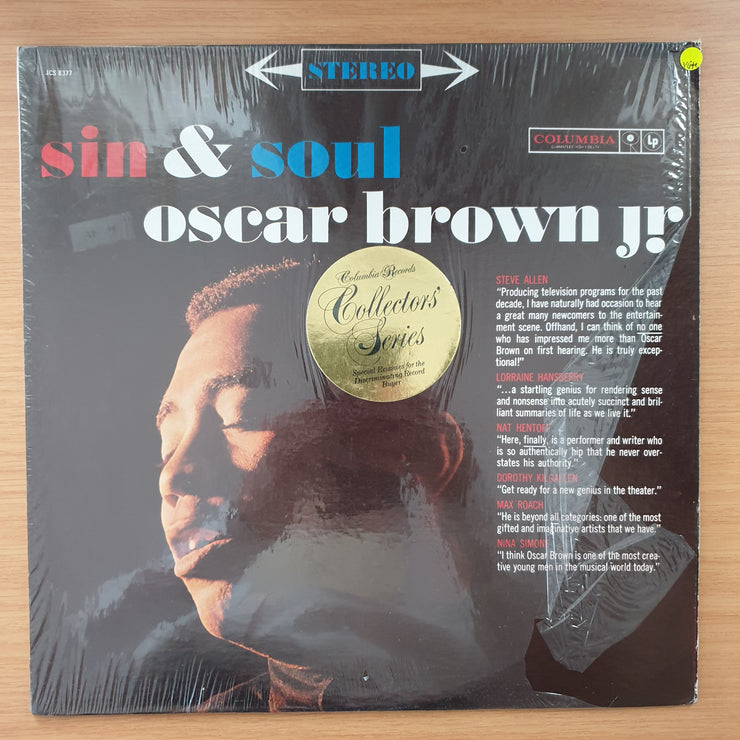 JCS 8377
STEREO
VG++
sin & soul
COLUMBIA
LP
GUARANTEED HIGH FIDELITY
oscar brown jr.
Columbia Records
Collectors'
Series
Special Reissues for the
Discriminating Record
Buyer
STEVE ALLEN
"Producing television programs for the past
decade, I have naturally had occasion to hear
a great many newcomers to the entertain-
ment scene. Offhand, I can think of no one
who has impressed me more than Oscar
Brown on first hearing. He is truly excep-
tional!"
LORRAINE HANSBERRY
"...a startling genius for rendering sense
and nonsense into acutely succinct and bril-
liant summaries of life as we live it."
NAT HENTOFF
"Here, finally, is a performer and writer who
is so authentically hip that he never over-
states his authority."
DOROTHY KILGALLEN
"Get ready for a new genius in the theater."
MAX ROACH
"He is beyond all categories: one of the most
gifted and imaginative artists that we have."
NINA SIMONE
"I think Oscar Brown is one of the most crea-
tive young men in the musical world today."